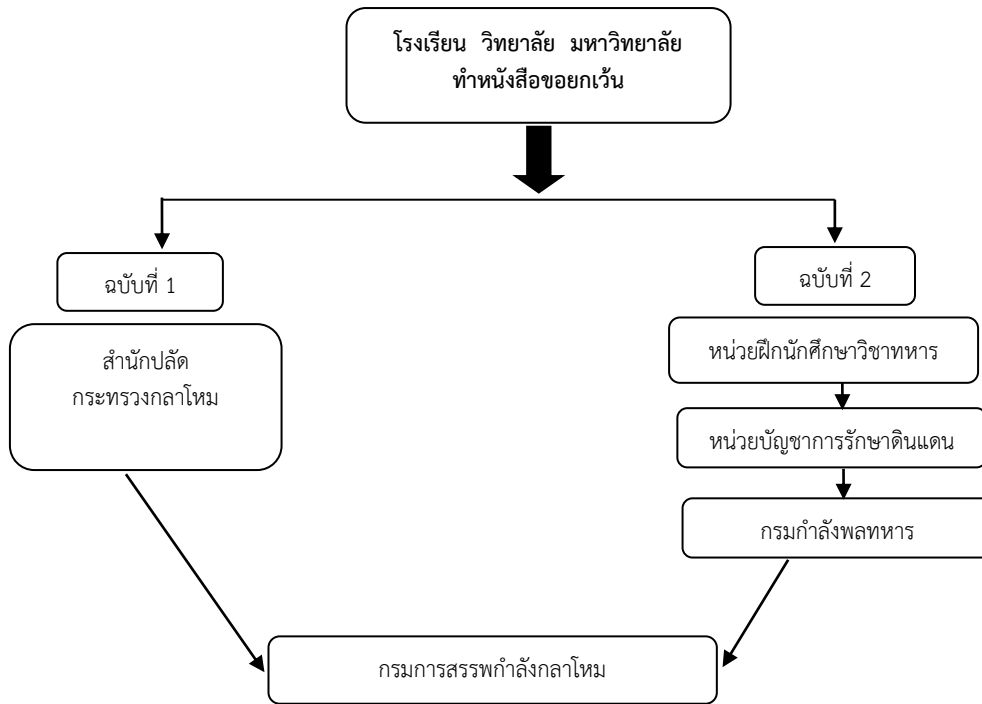 โรงเรียน วิทยาลัย มหาวิทยาลัย
ทำหนังสือขอยกเว้น
ฉบับที่ 1
สำนักปลัด
กระทรวงกลาโหม
ฉบับที่ 2
หน่วยฝึกนักศึกษาวิชาทหาร
หน่วยบัญชาการรักษาดินแดน
กรมกำลังพลทหาร
กรมการสรรพกำลังกลาโหม